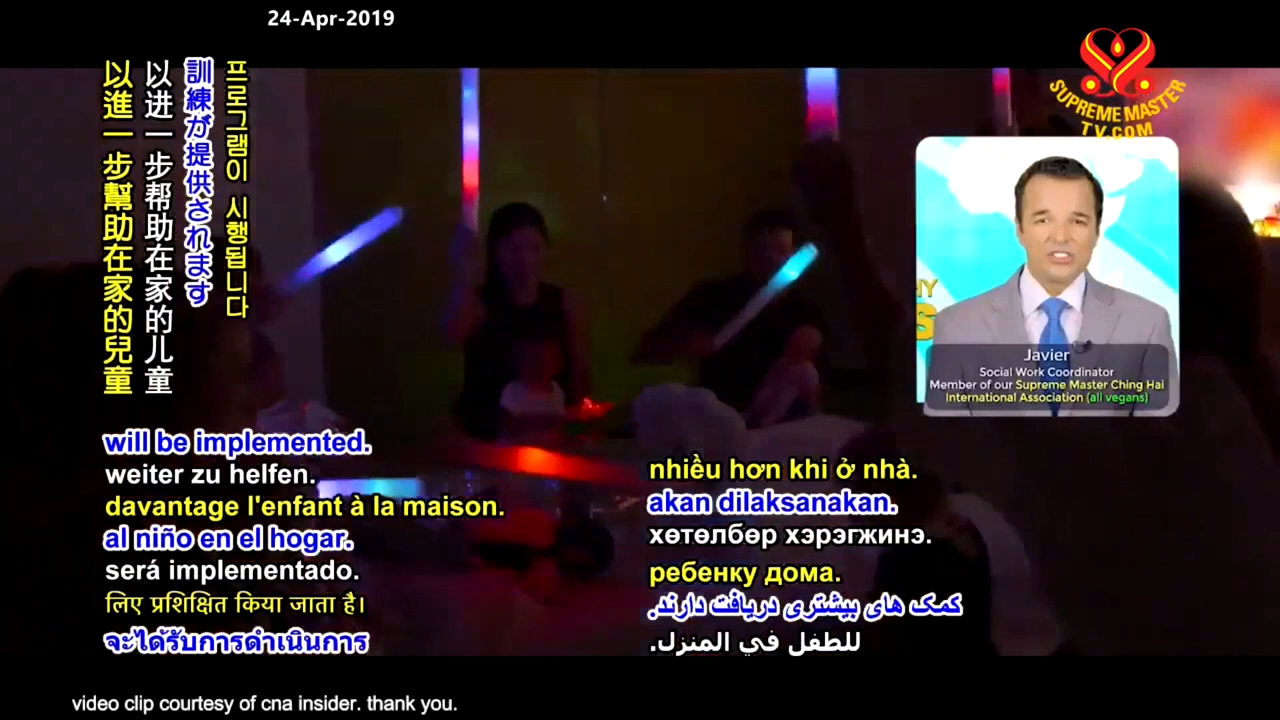 24-Apr-2019
SUPREME MASTER
TV.COM
프로그램이 시행됩니다
訓練が提供されます
以进一步帮助在家的儿童
以進一步幫助在家的兒童
Javier
Social Work Coordinator
Member of our Supreme Master Ching Hai
International Association (all vegans)
will be implemented.
weiter zu helfen.
davantage l'enfant à la maison.
al niño en el hogar.
será implementado.
लिए प्रशिक्षित किया जाता है।
จะได้รับการดำเนินการ
nhiều hơn khi ở nhà.
akan dilaksanakan.
хөтөлбөр хэрэгжинэ.
ребенку дома.
کمک های بیشتری دریافت دارند.
للطفل في المنزل.
video clip courtesy of cna insider. thank you.